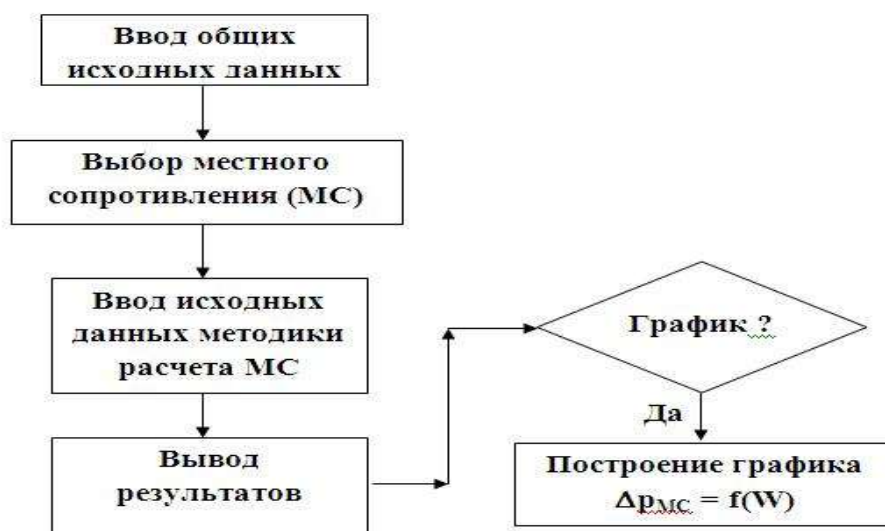 Ввод общих
исходных данных
Выбор местного
сопротивления (МС)
Ввод исходных
данных методики
расчета МС
Вывод
результатов
График ?
Да
Построение графика
Δp_МС = f(W)